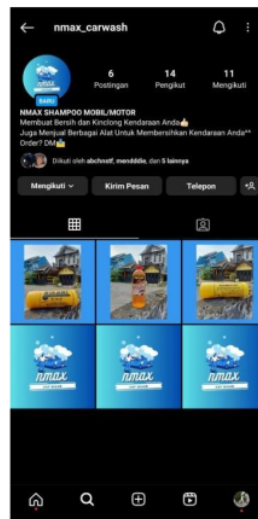 nmax_carwash
6 14 11
Postingan Pengikut Mengikuti
BARU
NMAX SHAMPOO MOBIL/MOTOR
Membuat Bersih dan Kinclong Kendaraan Anda👍
Juga Menjual Berbagai Alat Untuk Membersihkan Kendaraan Anda^^
Order? DM📩
Diikuti oleh abchnstf, mendddie, dan 5 lainnya
Mengikuti Kirim Pesan Telepon
nmax nmax nmax